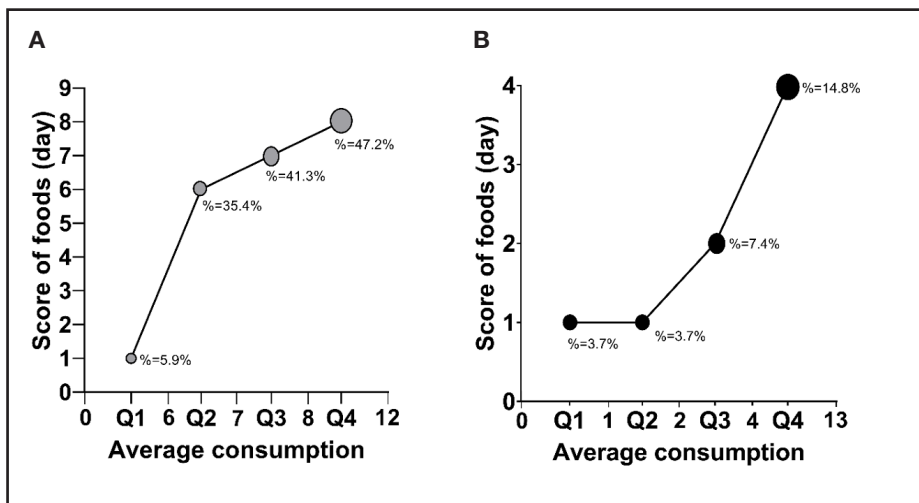 A
Score of foods (day)
9
8
7
6
5
4
3
2
1
0
%=47.2%
%=41.3%
%=35.4%
%=5.9%
0 Q1 6 Q2 7 Q3 8 Q4 12
Average consumption
B
Score of foods (day)
4
3
2
1
0
%=14.8%
%=7.4%
%=3.7%
%=3.7%
0 Q1 1 Q2 2 Q3 4 Q4 13
Average consumption